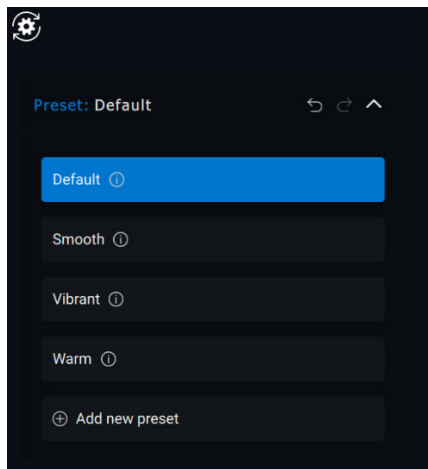 Preset: Default
Default
Smooth
Vibrant
Warm
Add new preset